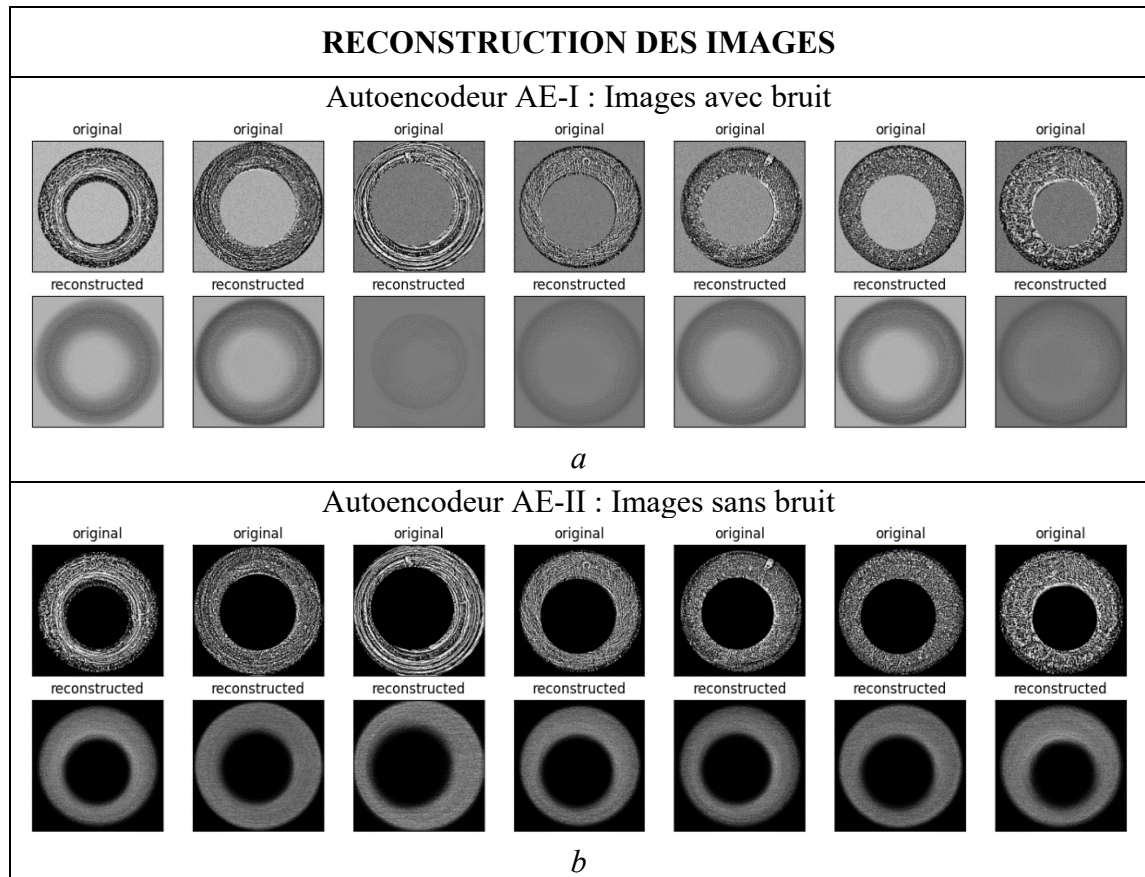 RECONSTRUCTION DES IMAGES
Autoencodeur AE-I : Images avec bruit
original original original original original original original
reconstructed reconstructed reconstructed reconstructed reconstructed reconstructed reconstructed
a
Autoencodeur AE-II : Images sans bruit
original original original original original original original
reconstructed reconstructed reconstructed reconstructed reconstructed reconstructed reconstructed
b